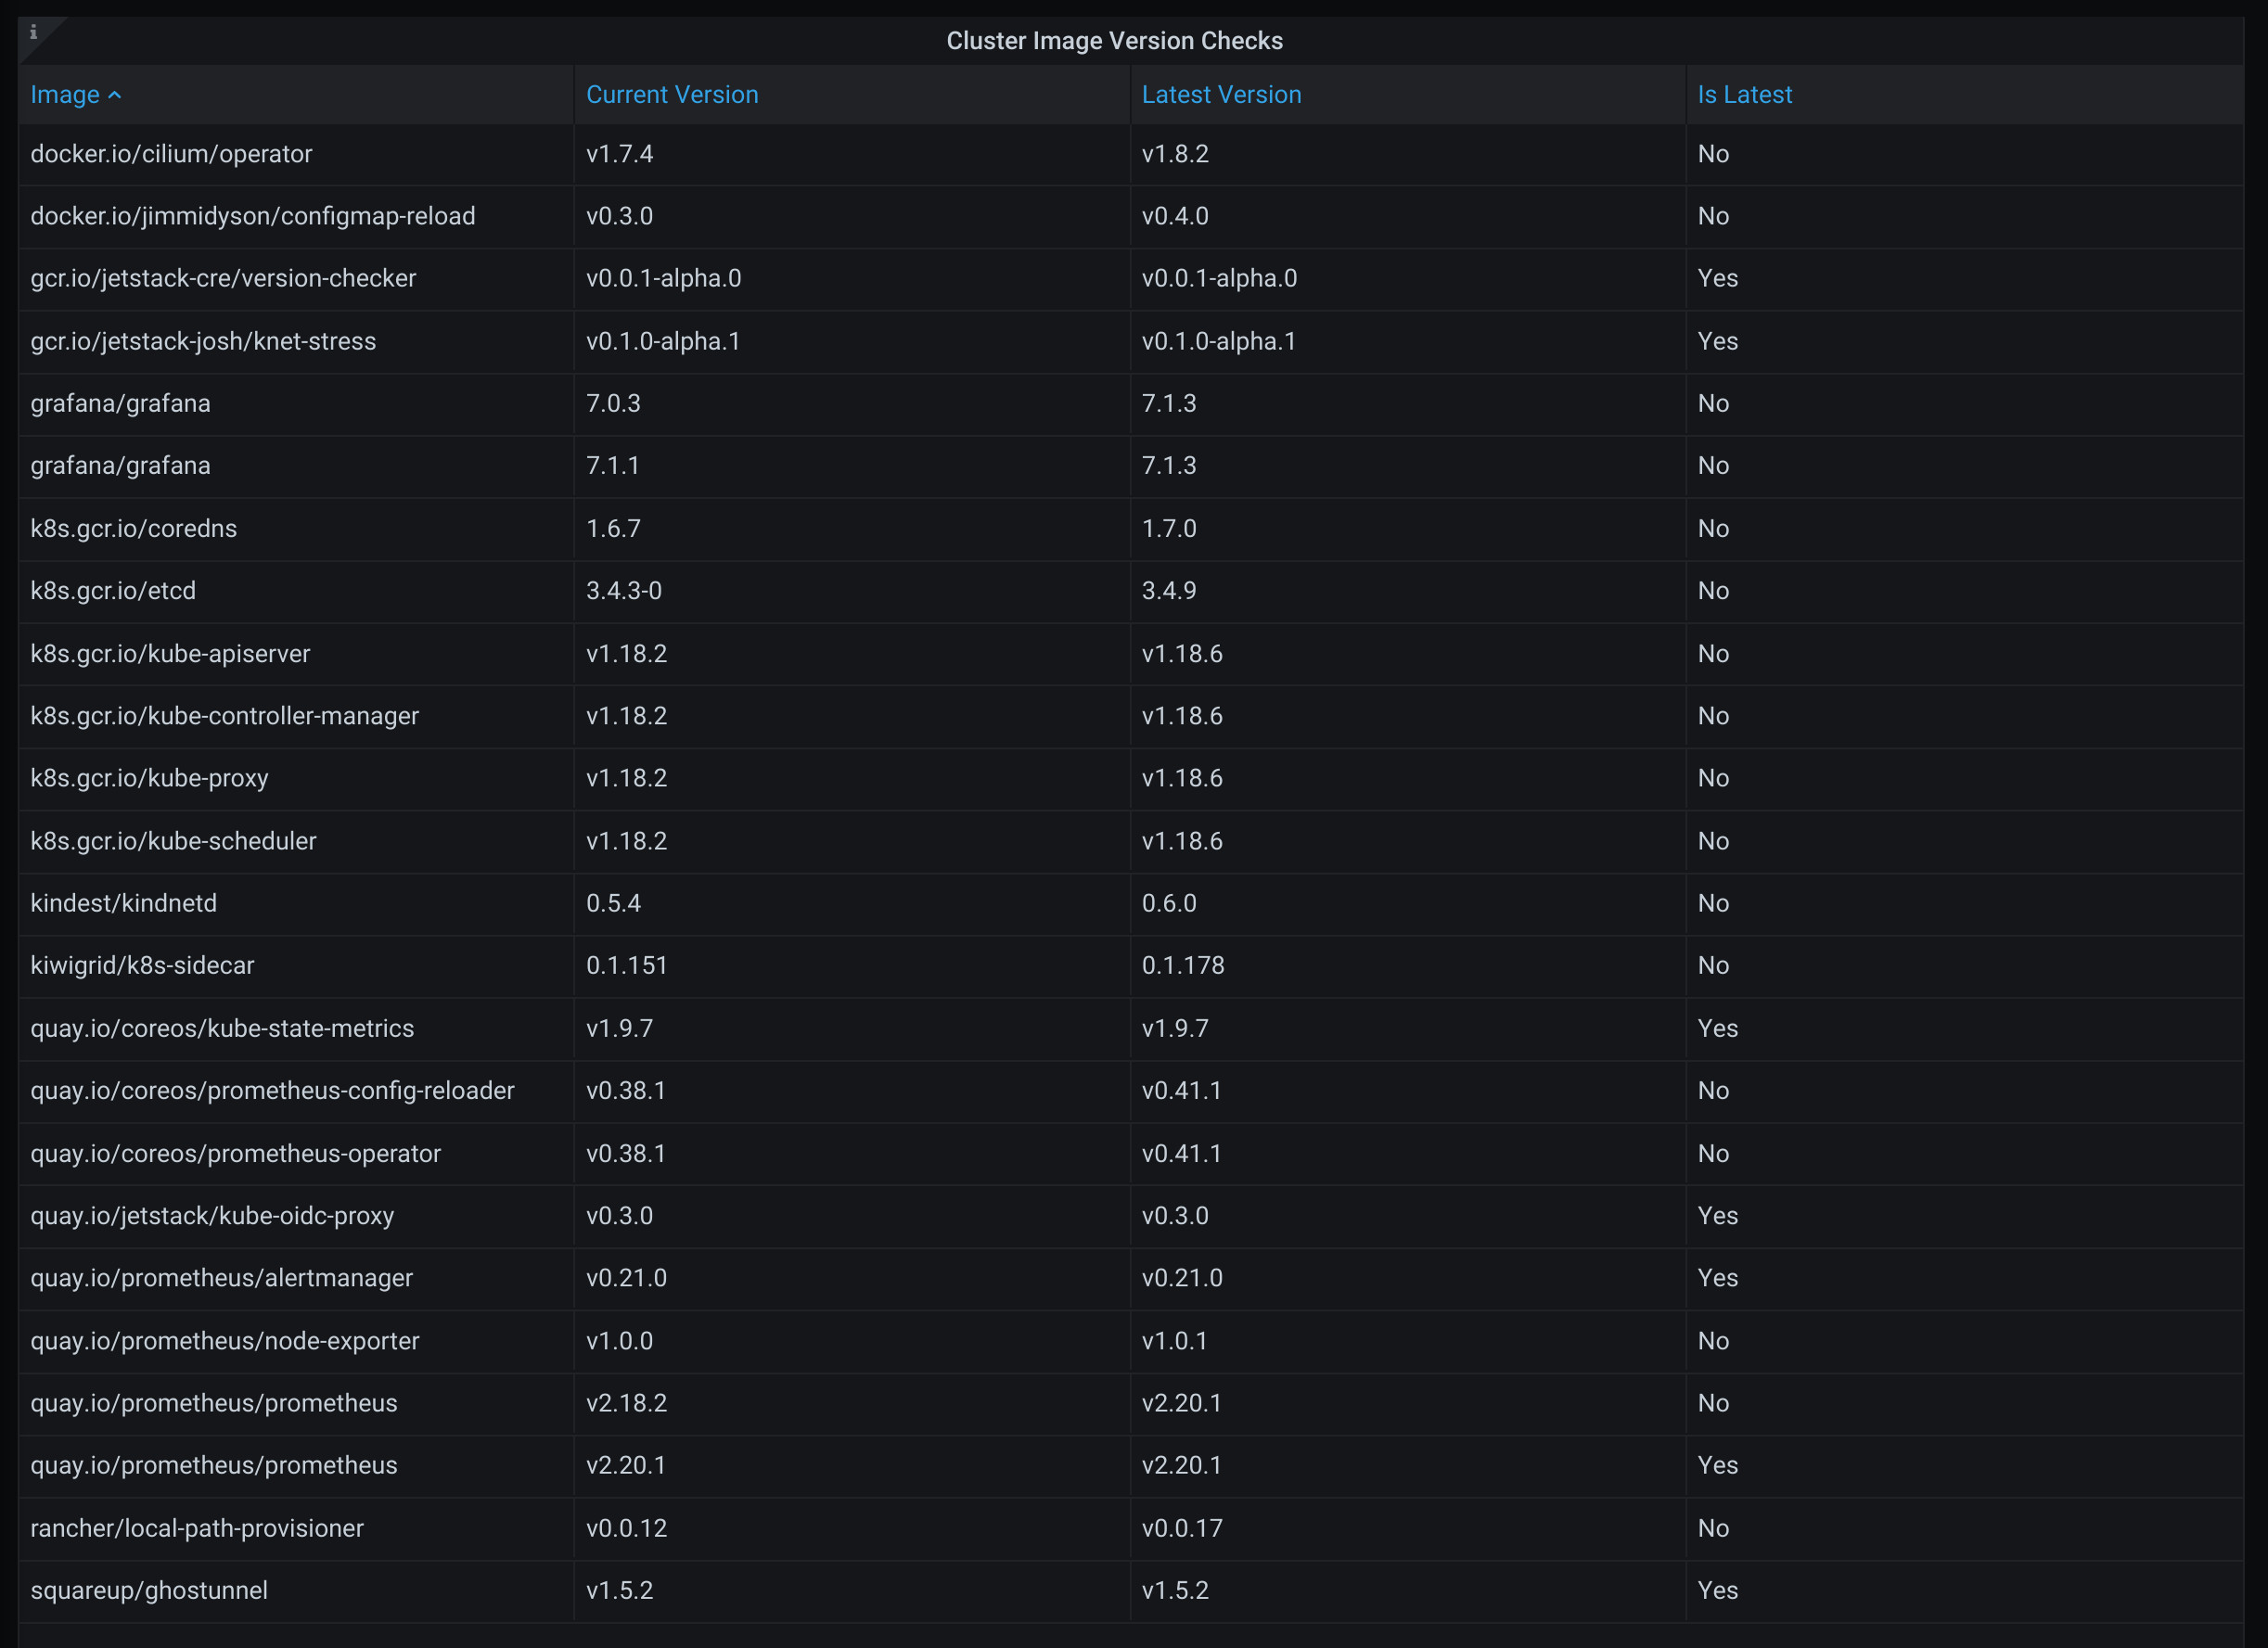 Cluster Image Version Checks
Image Current Version Latest Version Is Latest
docker.io/cilium/operator v1.7.4 v1.8.2 No
docker.io/jimmidyson/configmap-reload v0.3.0 v0.4.0 No
gcr.io/jetstack-cre/version-checker v0.0.1-alpha.0 v0.0.1-alpha.0 Yes
gcr.io/jetstack-josh/knet-stress v0.1.0-alpha.1 v0.1.0-alpha.1 Yes
grafana/grafana 7.0.3 7.1.3 No
grafana/grafana 7.1.1 7.1.3 No
k8s.gcr.io/coredns 1.6.7 1.7.0 No
k8s.gcr.io/etcd 3.4.3-0 3.4.9 No
k8s.gcr.io/kube-apiserver v1.18.2 v1.18.6 No
k8s.gcr.io/kube-controller-manager v1.18.2 v1.18.6 No
k8s.gcr.io/kube-proxy v1.18.2 v1.18.6 No
k8s.gcr.io/kube-scheduler v1.18.2 v1.18.6 No
kindest/kindnetd 0.5.4 0.6.0 No
kiwigrid/k8s-sidecar 0.1.151 0.1.178 No
quay.io/coreos/kube-state-metrics v1.9.7 v1.9.7 Yes
quay.io/coreos/prometheus-config-reloader v0.38.1 v0.41.1 No
quay.io/coreos/prometheus-operator v0.38.1 v0.41.1 No
quay.io/jetstack/kube-oidc-proxy v0.3.0 v0.3.0 Yes
quay.io/prometheus/alertmanager v0.21.0 v0.21.0 Yes
quay.io/prometheus/node-exporter v1.0.0 v1.0.1 No
quay.io/prometheus/prometheus v2.18.2 v2.20.1 No
quay.io/prometheus/prometheus v2.20.1 v2.20.1 Yes
rancher/local-path-provisioner v0.0.12 v0.0.17 No
squareup/ghostunnel v1.5.2 v1.5.2 Yes